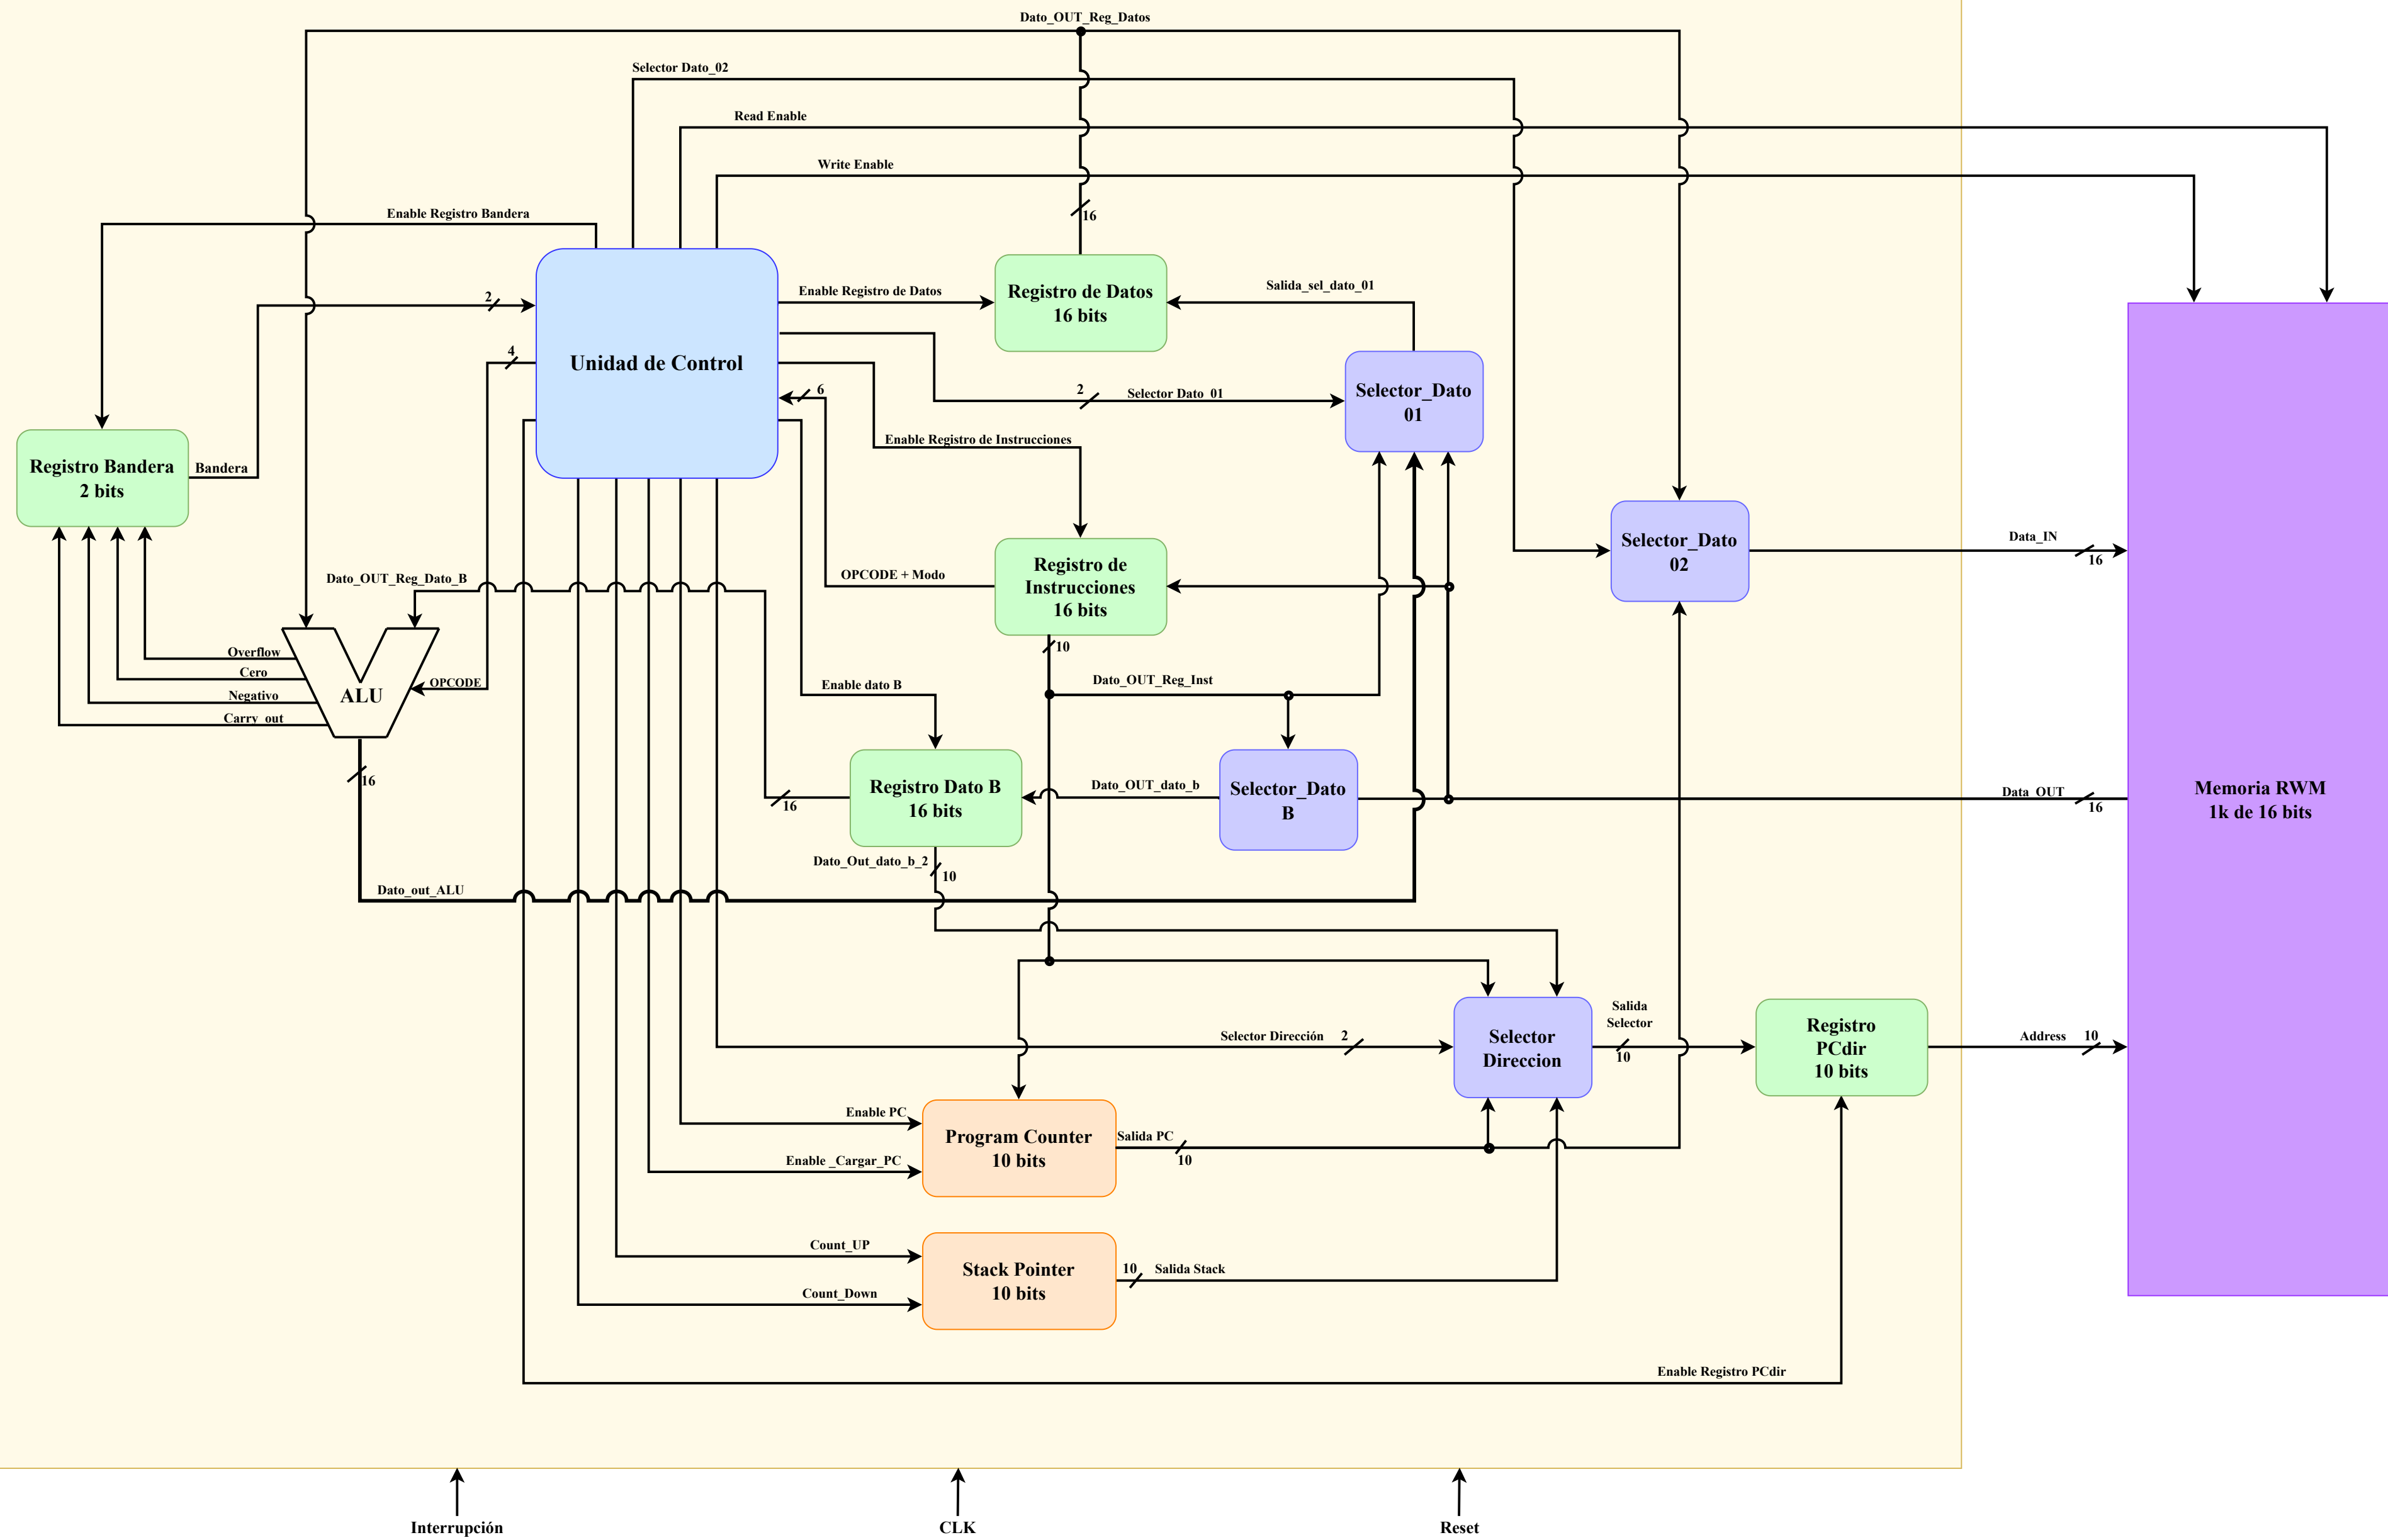 Dato_OUT_Reg_Datos
Selector Dato_02
Read Enable
Write Enable
16
Enable Registro Bandera
Registro de Datos
16 bits
Salida_sel_dato_01
Enable Registro de Datos
2
Unidad de Control
4
6
2
Selector Dato_01
Selector_Dato
01
Enable Registro de Instrucciones
Registro Bandera
2 bits
Bandera
Selector_Dato
02
Data_IN
16
Registro de
Instrucciones
16 bits
OPCODE + Modo
Dato_OUT_Reg_Dato_B
10
Overflow
Cero
Negativo
Carry_out
ALU
OPCODE
Enable dato B
Dato_OUT_Reg_Inst
16
Registro Dato B
16 bits
16
Dato_OUT_dato_b
Selector_Dato
B
Data_OUT
16
Memoria RWM
1k de 16 bits
Dato_Out_dato_b_2
10
Dato_out_ALU
Selector Dirección
2
Selector
Direccion
Salida
Selector
10
Registro
PCdir
10 bits
Address
10
Enable PC
Enable _Cargar_PC
Program Counter
10 bits
Salida PC
10
Count_UP
Count_Down
Stack Pointer
10 bits
10
Salida Stack
Enable Registro PCdir
Interrupción
CLK
Reset